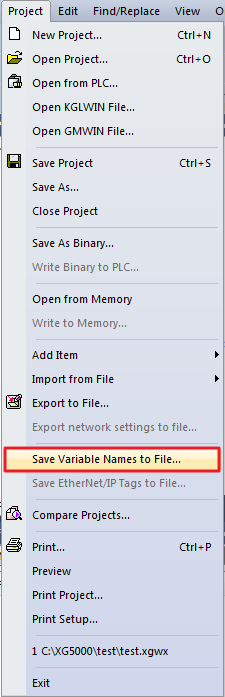 Project Edit Find/Replace View
New Project... Ctrl+N
Open Project... Ctrl+O
Open from PLC...
Open KGLWIN File...
Open GMWIN File...
Save Project Ctrl+S
Save As...
Close Project
Save As Binary...
Write Binary to PLC...
Open from Memory
Write to Memory...
Add Item
Import from File
Export to File...
Export network settings to file...
Save Variable Names to File...
Save EtherNet/IP Tags to File...
Compare Projects...
Print... Ctrl+P
Preview
Print Project...
Print Setup...
1 C:\XG5000\test\test.xgwx
Exit